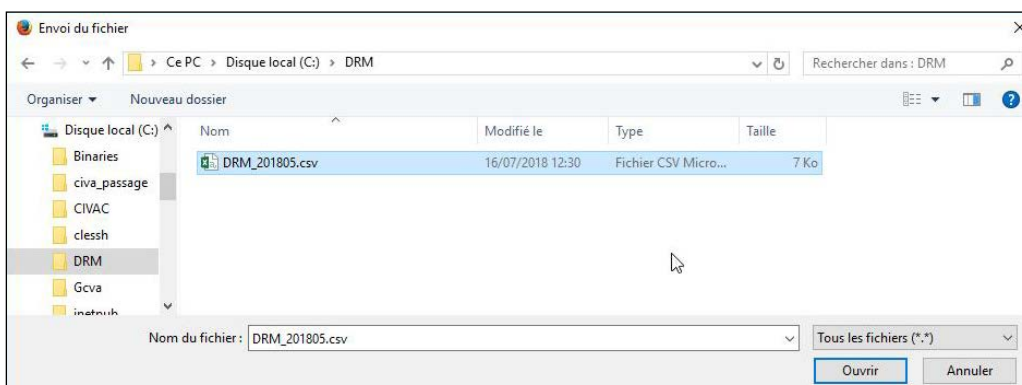 Envoi du fichier
Ce PC > Disque local (C:) > DRM
Rechercher dans : DRM
Organiser
Nouveau dossier
Disque local (C:)
Nom
Modifié le
Type
Taille
Binaries
DRM_201805.csv
16/07/2018 12:30
Fichier CSV Micro...
7 Ko
civa_passage
CIVAC
clessh
DRM
Gcva
inetpub
Nom du fichier :
DRM_201805.csv
Tous les fichiers (*.*)
Ouvrir
Annuler